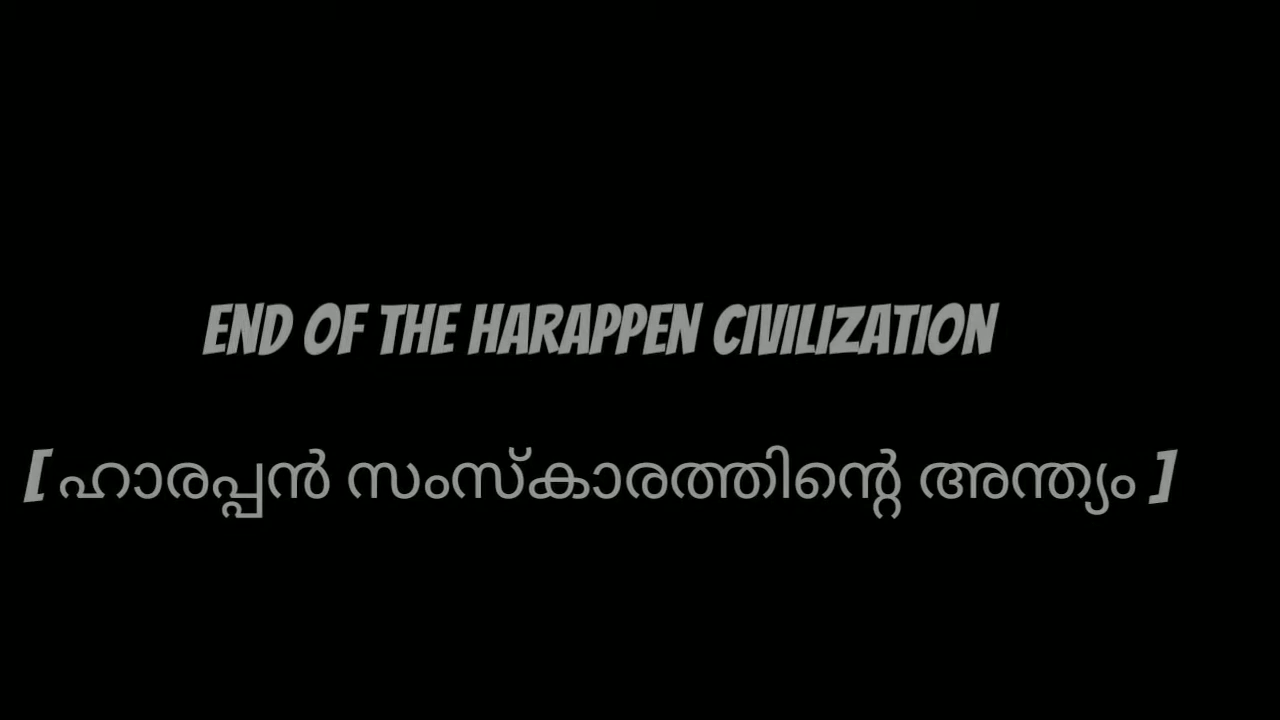 END OF THE HARAPPEN CIVILIZATION
[ ഹാരപ്പൻ സംസ്കാരത്തിന്റെ അന്ത്യം ]